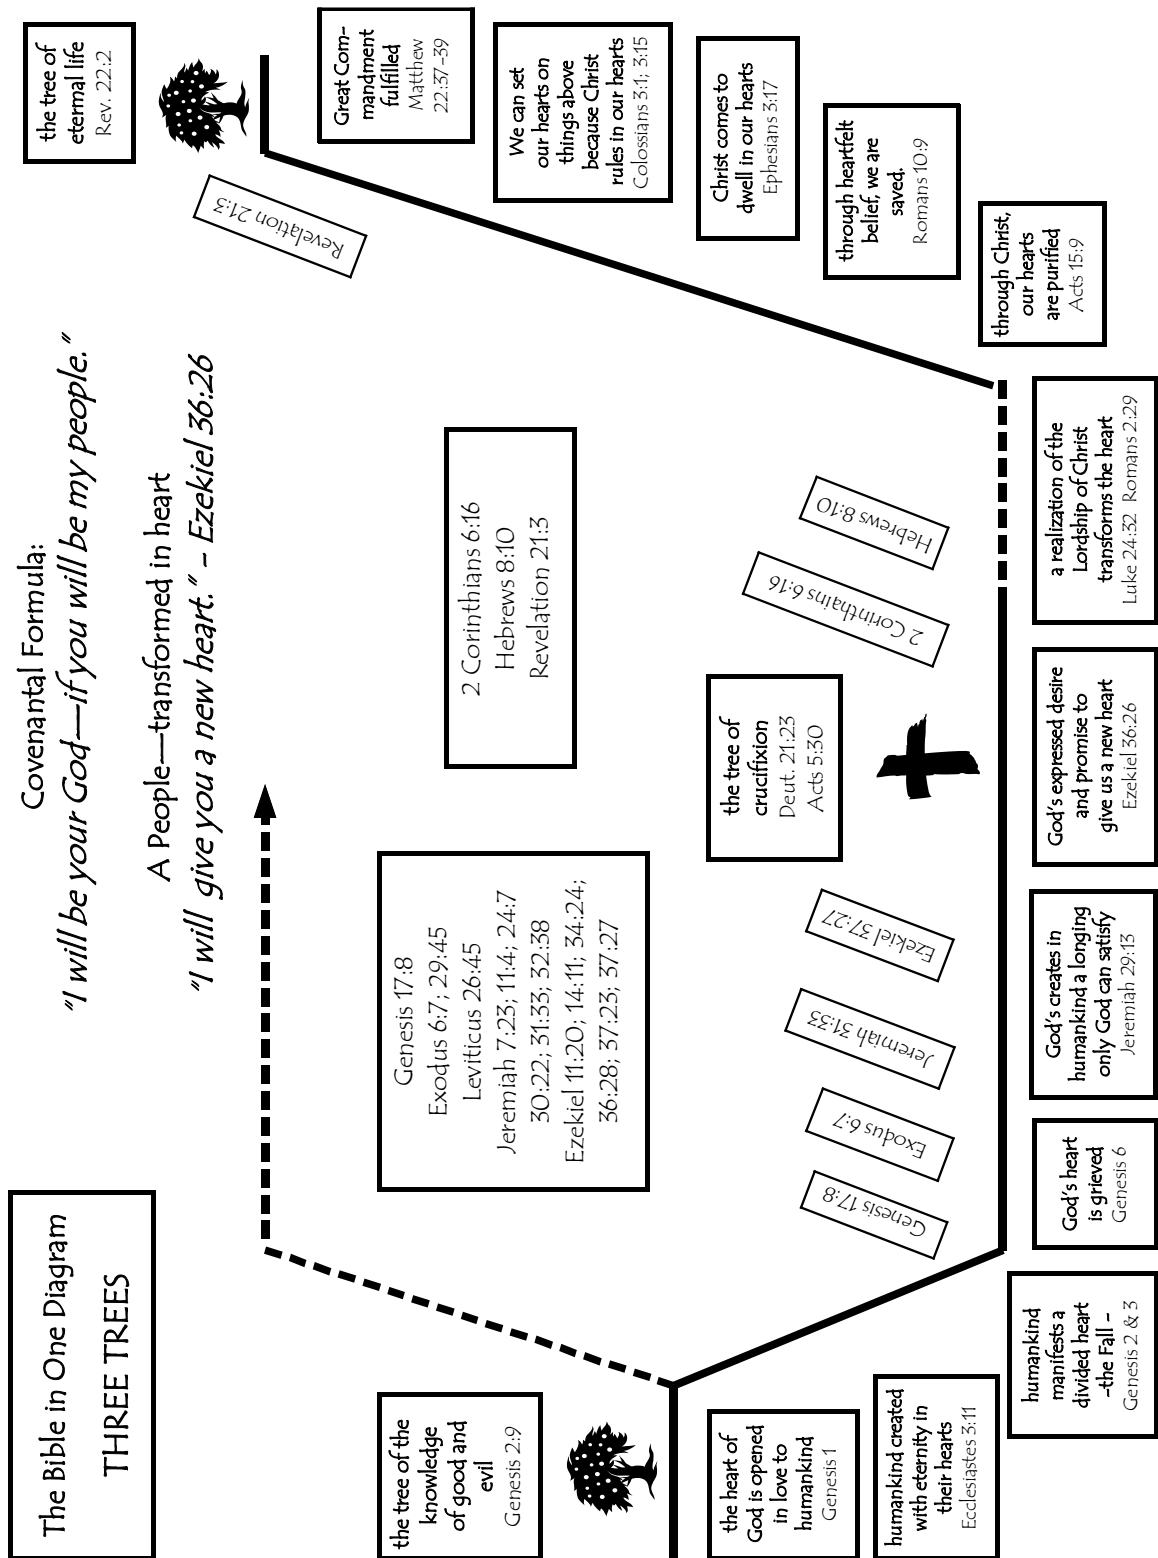 The Bible in One Diagram
THREE TREES
Covenantal Formula:
"I will be your God—if you will be my people."
A People—transformed in heart
"I will give you a new heart." - Ezekiel 36:26
the tree of
etermal life
Rev. 22:2
the tree of the
knowledge
of good and
evil
Genesis 2:9
Genesis 17:8
Exodus 6:7; 29:45
Leviticus 26:45
Jeremiah 7:23; 11:4; 24:7
30:22; 31:33; 32:38
Ezekiel 11:20; 14:11; 34:24;
36:28; 37:23; 37:27
2 Corinthians 6:16
Hebrews 8:10
Revelation 21:3
Revelation 21:3
the tree of
crucifixion
Deut. 21:23
Acts 5:30
Genesis 17:8
Exodus 6:7
Jeremiah 31:33
Ezekiel 37:27
2 Corinthains 6:16
Hebrews 8:10
the heart of
God is opened
in love to
humankind
Genesis 1
humankind created
with eternity in
their hearts
Ecclesiastes 3:11
humankind
manifests a
divided heart
-the Fall -
Genesis 2 & 3
God's heart
is grieved
Genesis 6
God's creates in
humankind a longing
only God can satisfy
Jeremiah 29:13
God's expressed desire
and promise to
give us a new heart
Ezekiel 36:26
a realization of the
Lordship of Christ
transforms the heart
Luke 24:32 Romans 2:29
through Christ,
our hearts
are purified
Acts 15:9
through heartfelt
belief, we are
saved.
Romans 10:9
Christ comes to
dwell in our hearts
Ephesians 3:17
We can set
our hearts on
things above
because Christ
rules in our hearts
Colossians 3:1; 3:15
Great Com-
mandment
fulfilled
Matthew
22:37-39